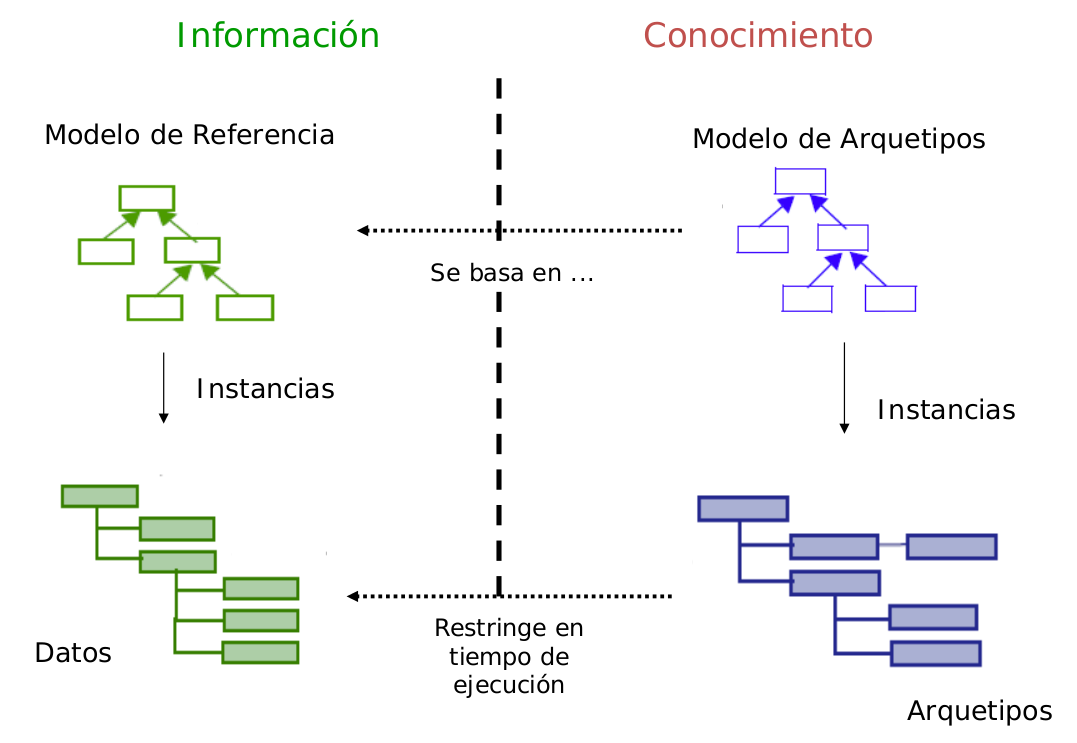 Información
Conocimiento
Modelo de Referencia
Modelo de Arquetipos
Se basa en ...
Instancias
Instancias
Datos
Restringe en
tiempo de
ejecución
Arquetipos